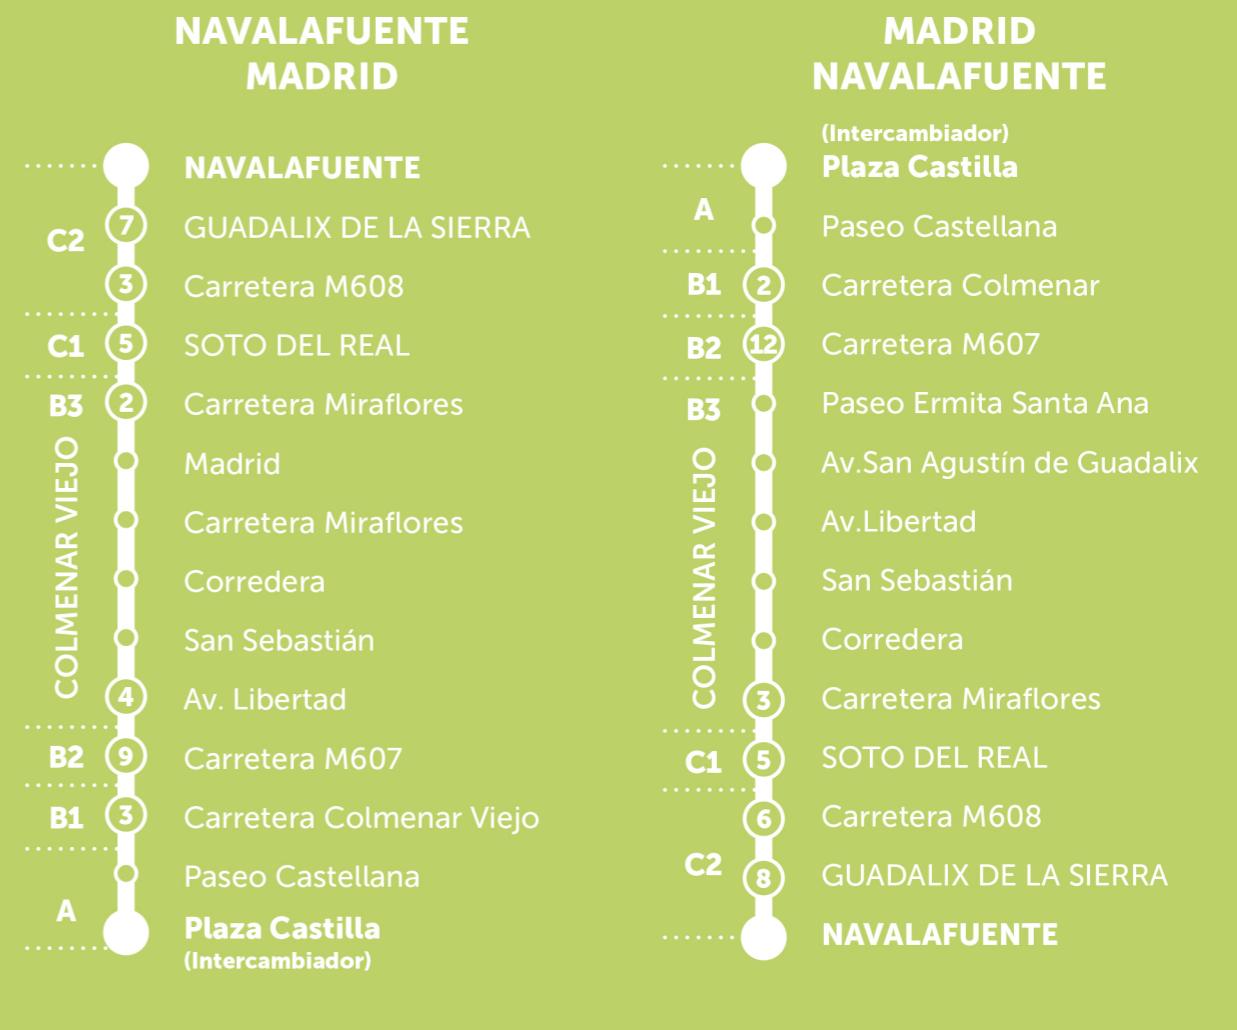 NAVALAFUENTE
MADRID
NAVALAFUENTE
C2
7 GUADALIX DE LA SIERRA
3 Carretera M608
C1 5 SOTO DEL REAL
B3 2 Carretera Miraflores
COLMENAR VIEJO
Madrid
Carretera Miraflores
Corredera
San Sebastián
4 Av. Libertad
B2 9 Carretera M607
B1 3 Carretera Colmenar Viejo
Paseo Castellana
A
Plaza Castilla
(Intercambiador)
MADRID
NAVALAFUENTE
(Intercambiador)
Plaza Castilla
A
Paseo Castellana
B1 2 Carretera Colmenar
B2 12 Carretera M607
B3 Paseo Ermita Santa Ana
COLMENAR VIEJO
Av.San Agustín de Guadalix
Av.Libertad
San Sebastián
Corredera
3 Carretera Miraflores
C1 5 SOTO DEL REAL
6 Carretera M608
C2
8 GUADALIX DE LA SIERRA
NAVALAFUENTE